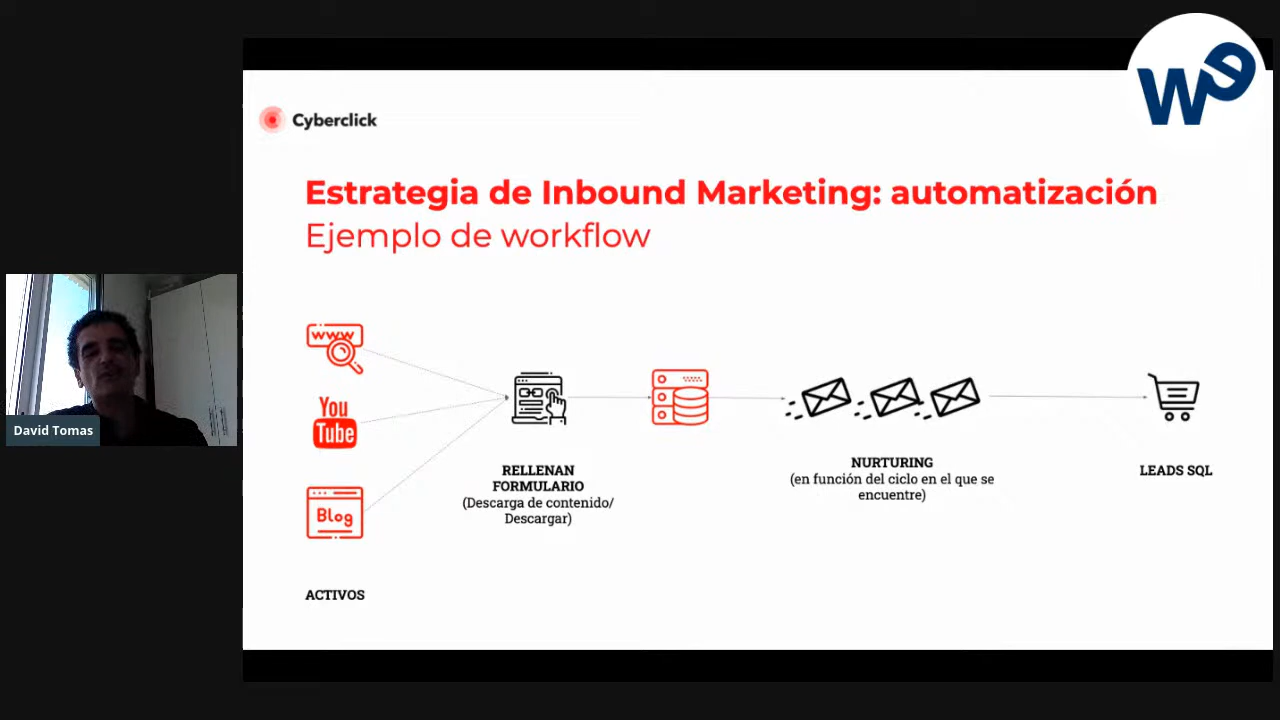 we
Cyberclick
Estrategia de Inbound Marketing: automatización
Ejemplo de workflow
www
You
Tube
Blog
ACTIVOS
RELLENAN
FORMULARIO
(Descarga de contenido/
Descargar)
NURTURING
(en función del ciclo en el que se
encuentre)
LEADS SQL
David Tomas